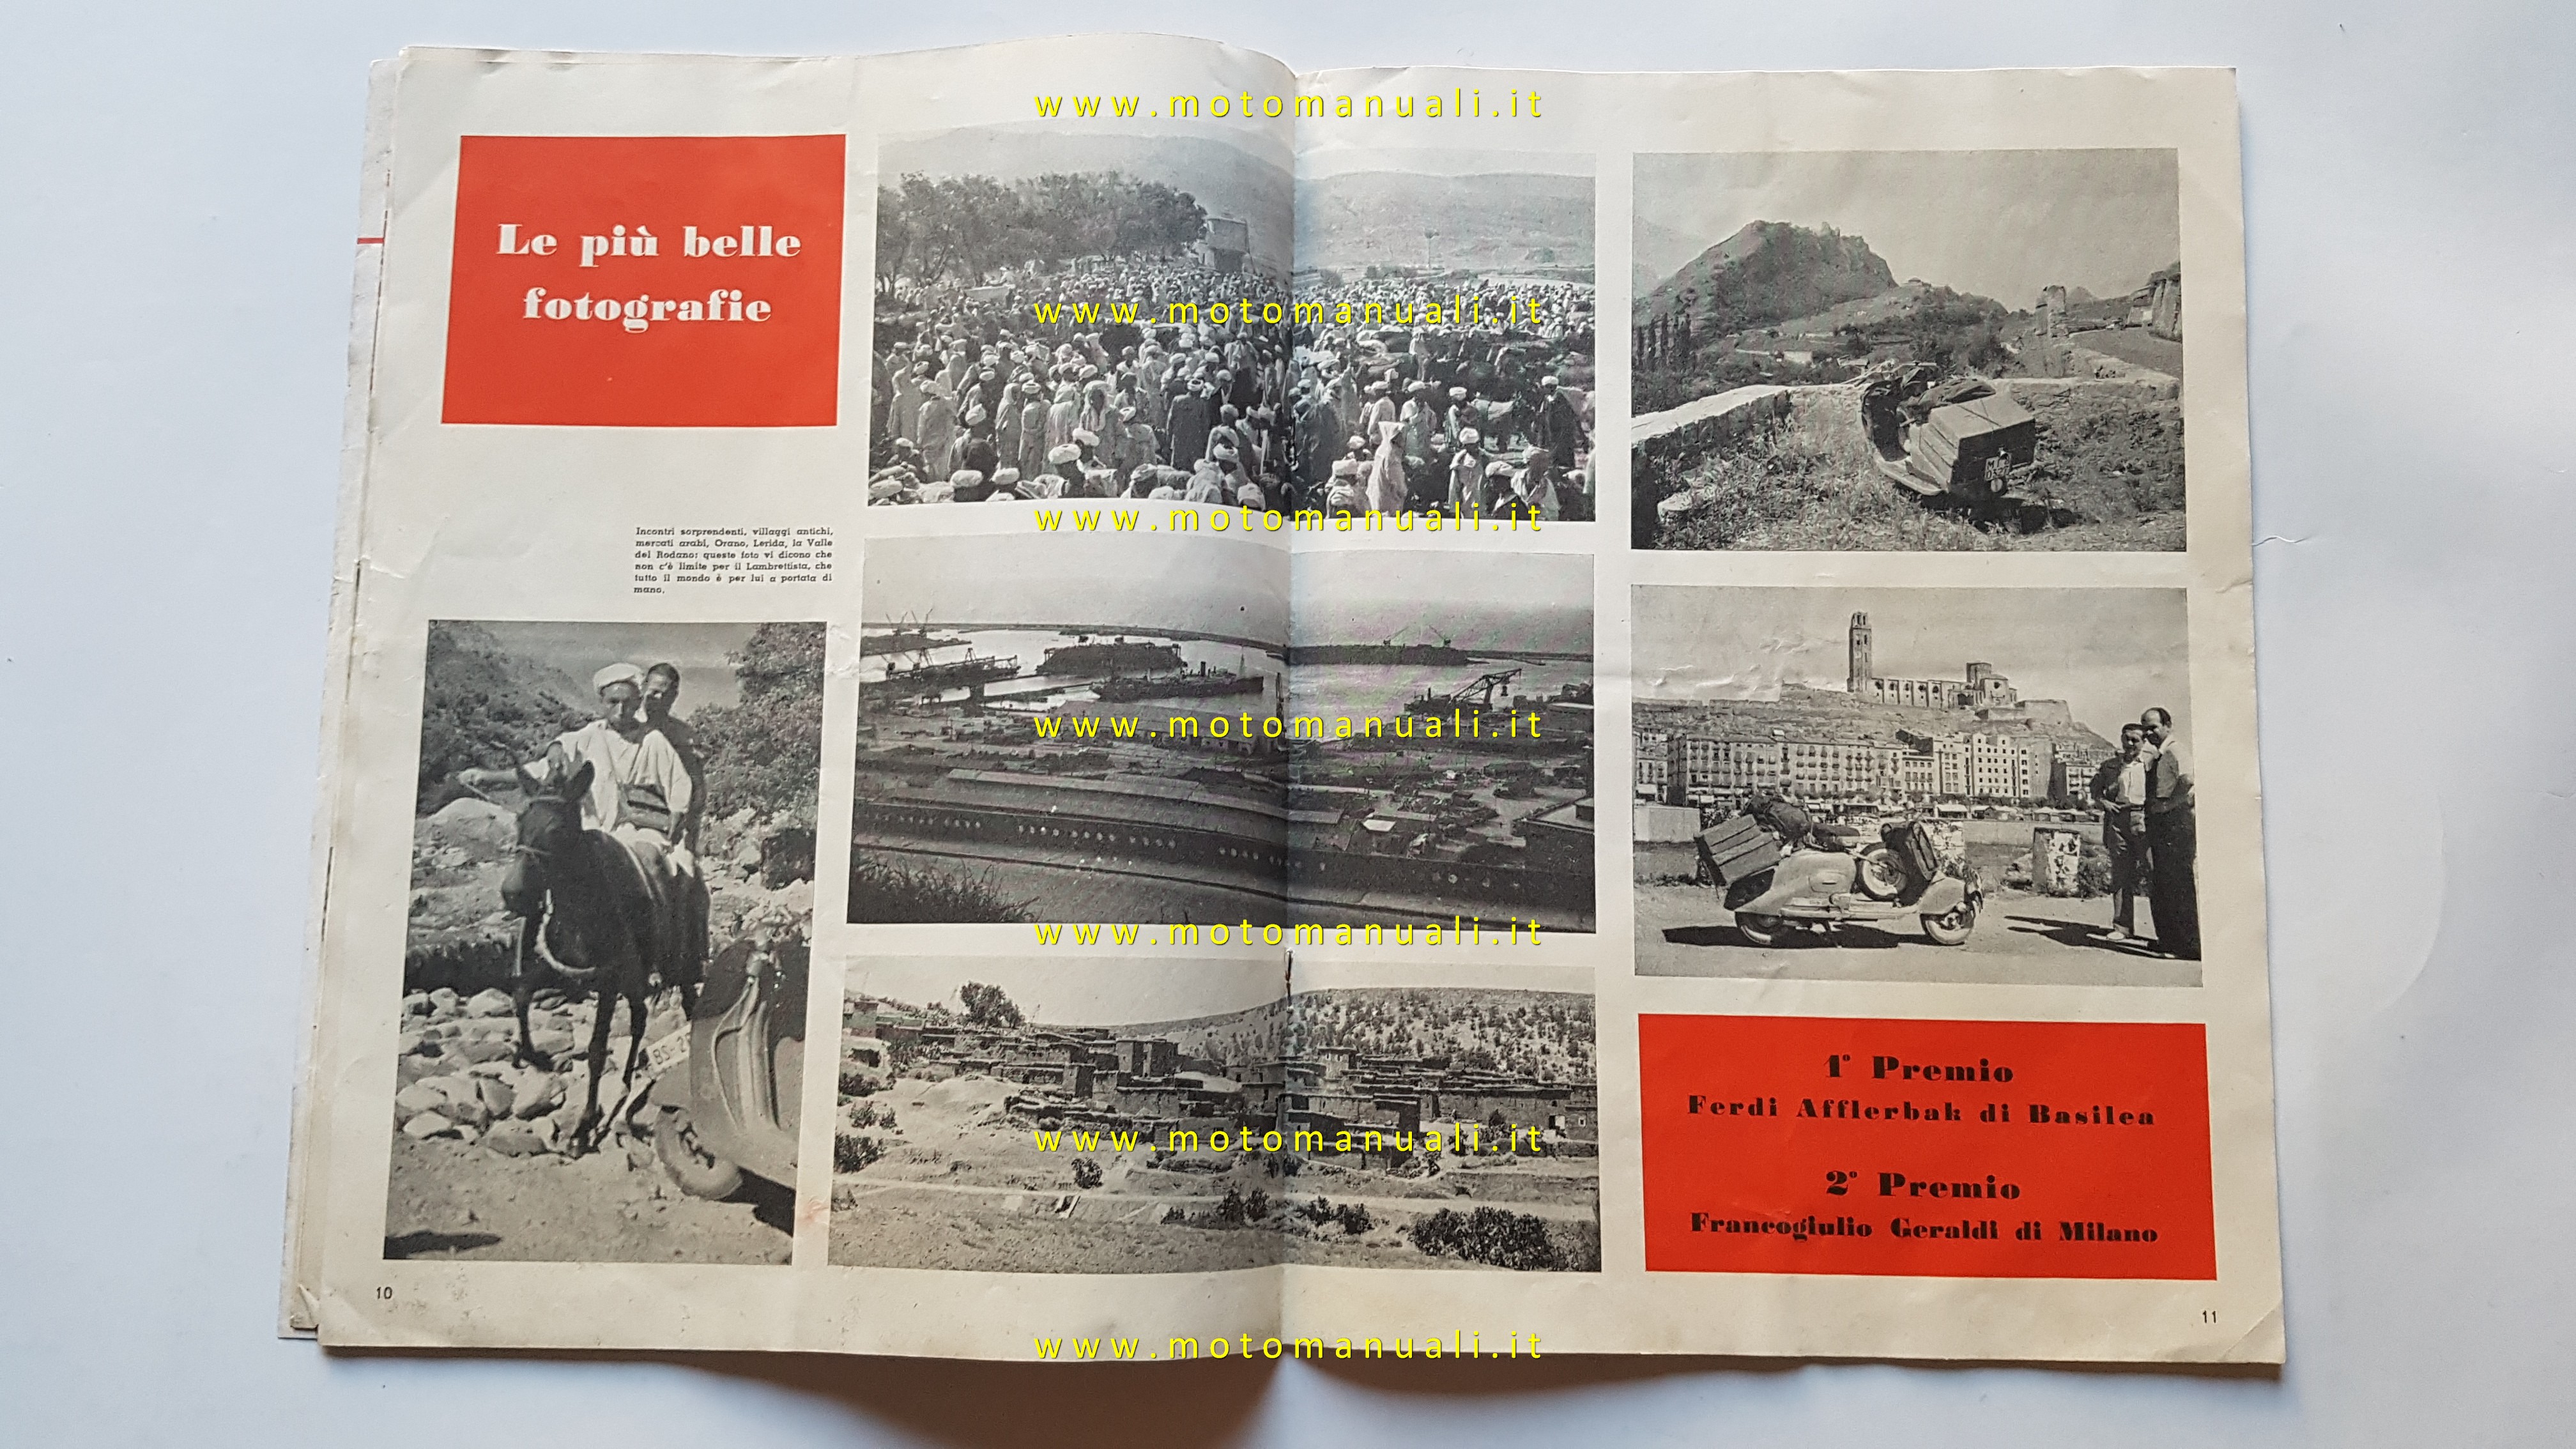 www.motomanuali.it
Le più belle
fotografie
www.motomanuali.it
www.motomanuali.it
Incontri sorprendenti, villaggi antichi,
mercati arabi, Orano, Lerida, la Valle
del Rodano: queste foto vi dicono che
non c'è limite per il Lambrettista, che
tutto il mondo è per lui a portata di
mano.
www.motomanuali.it
www.motomanuali.it
www.motomanuali.it
1º Premio
Ferdi Afflerbak di Basilea
2º Premio
Francogiulio Geraldi di Milano
10
11
www.motomanuali.it